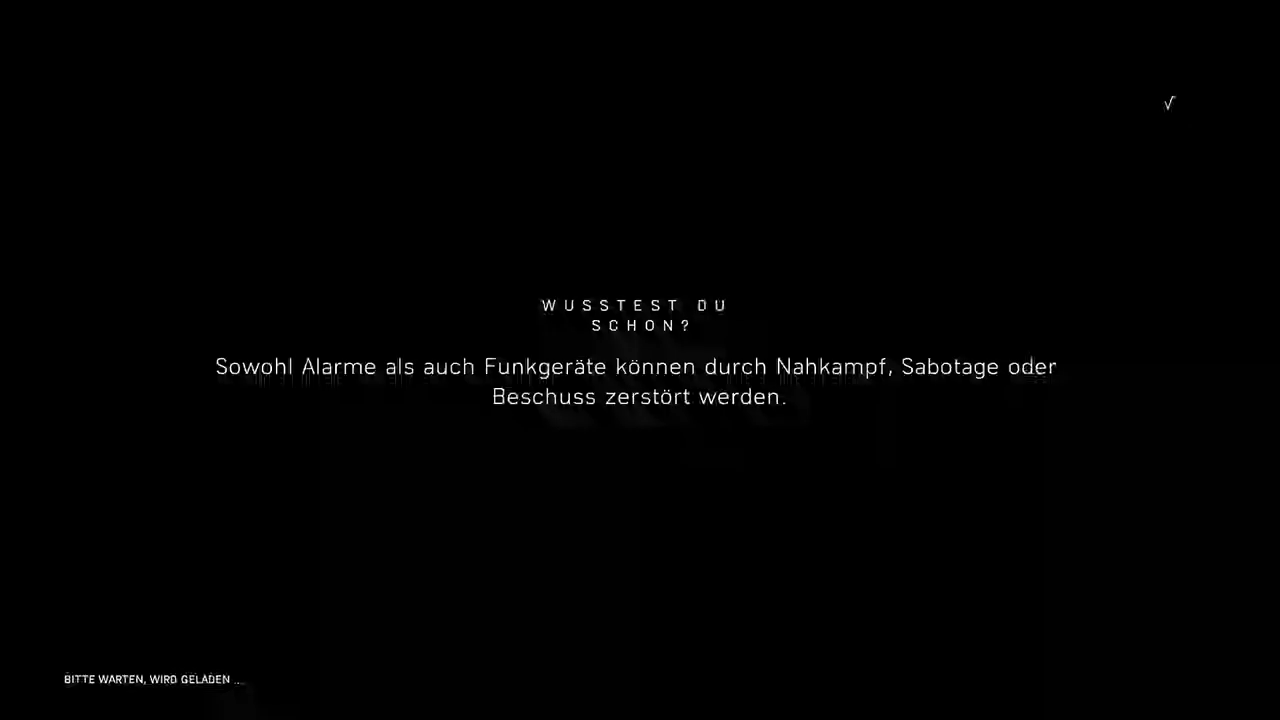 √
WUSSTEST DU
SCHON?
Sowohl Alarme als auch Funkgeräte können durch Nahkampf, Sabotage oder
Beschuss zerstört werden.
BITTE WARTEN, WIRD GELADEN ...